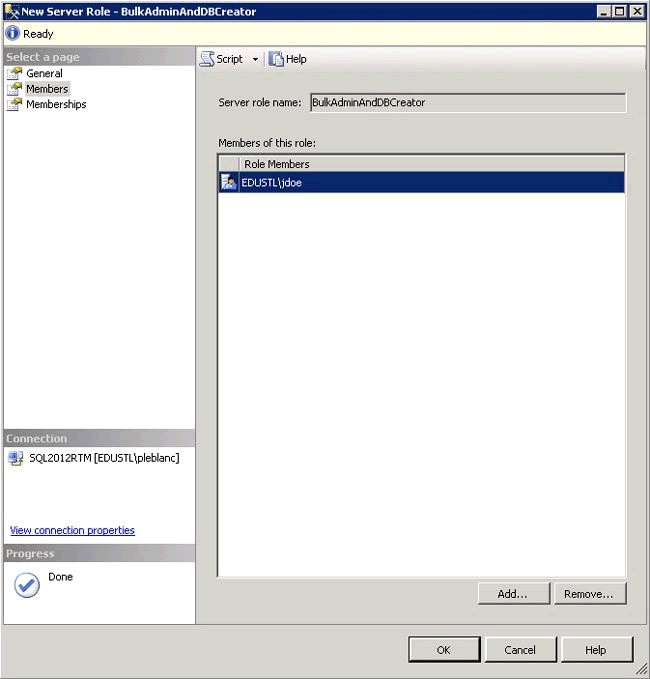 New Server Role - BulkAdminAndDBCreator
Ready
Select a page
General
Members
Memberships
Script
Help
Server role name:
BulkAdminAndDBCreator
Members of this role:
Role Members
EDUSTL\jdoe
Connection
SQL2012RTM [EDUSTL\pleblanc]
View connection properties
Progress
Done
Add...
Remove...
OK
Cancel
Help